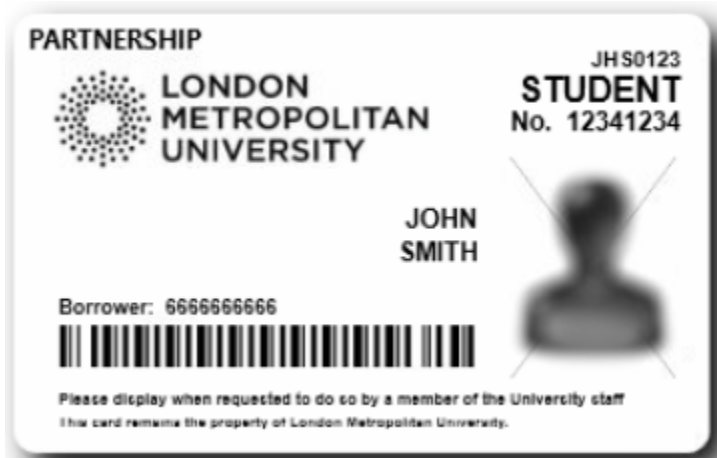 PARTNERSHIP
LONDON
METROPOLITAN
UNIVERSITY
JHS0123
STUDENT
No. 12341234
JOHN
SMITH
Borrower: 6666666666
Please display when requested to do so by a member of the University staff
This card remains the property of London Metropolitan University.